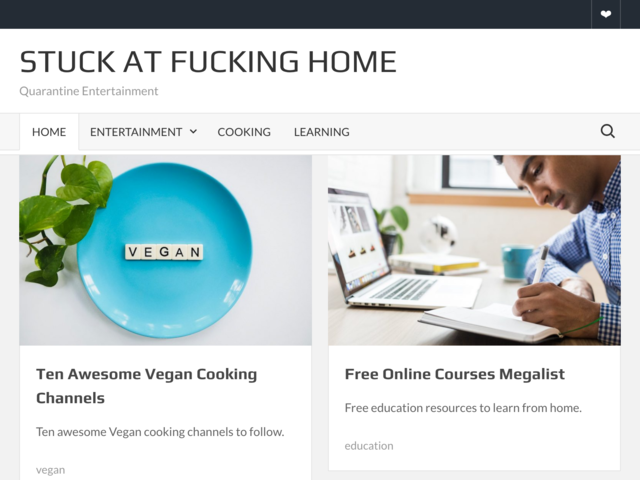 STUCK AT FUCKING HOME
Quarantine Entertainment
HOME
ENTERTAINMENT
COOKING
LEARNING
VEGAN
Ten Awesome Vegan Cooking
Channels
Ten awesome Vegan cooking channels to follow.
vegan
Free Online Courses Megalist
Free education resources to learn from home.
education